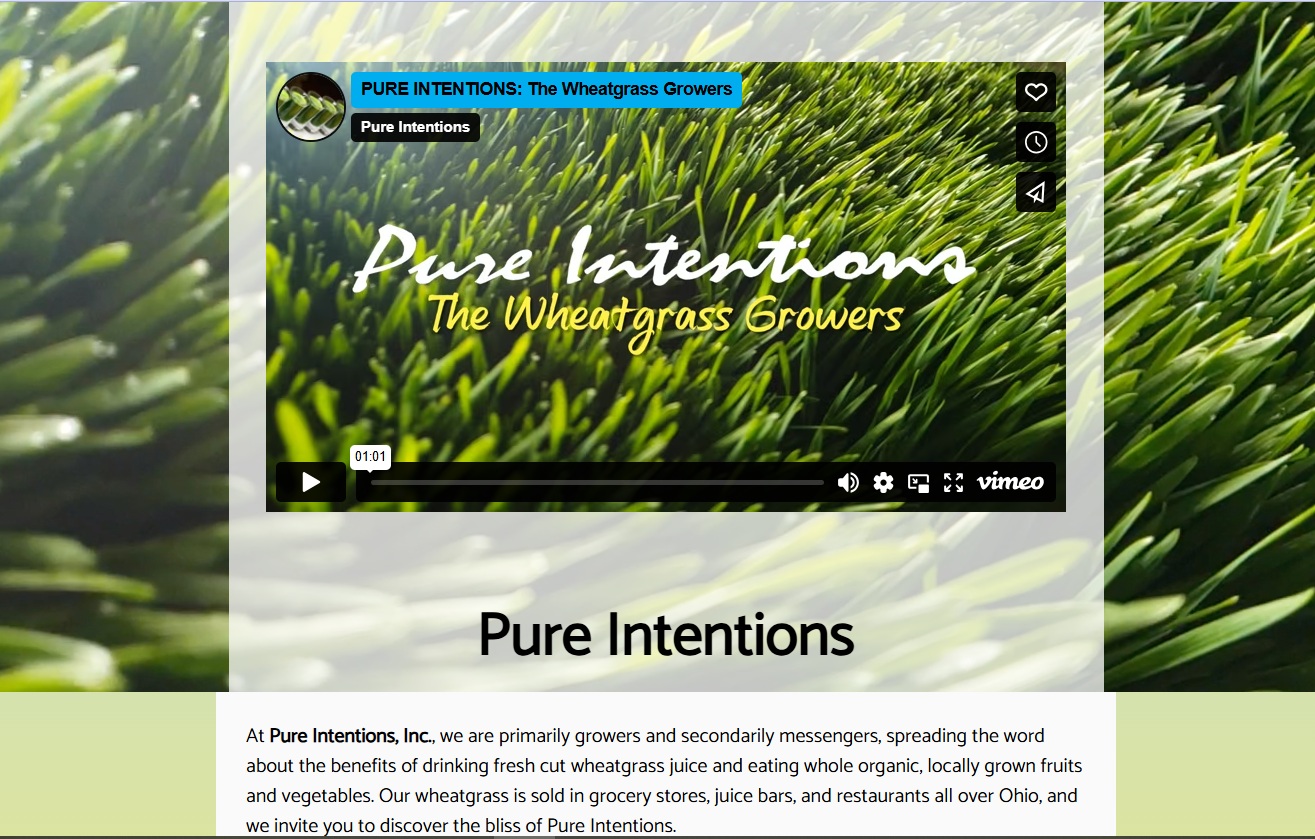 PURE INTENTIONS: The Wheatgrass Growers
Pure Intentions
Pure Intentions
The Wheatgrass Growers
01:01
vimeo
Pure Intentions
At Pure Intentions, Inc., we are primarily growers and secondarily messengers, spreading the word
about the benefits of drinking fresh cut wheatgrass juice and eating whole organic, locally grown fruits
and vegetables. Our wheatgrass is sold in grocery stores, juice bars, and restaurants all over Ohio, and
we invite you to discover the bliss of Pure Intentions.